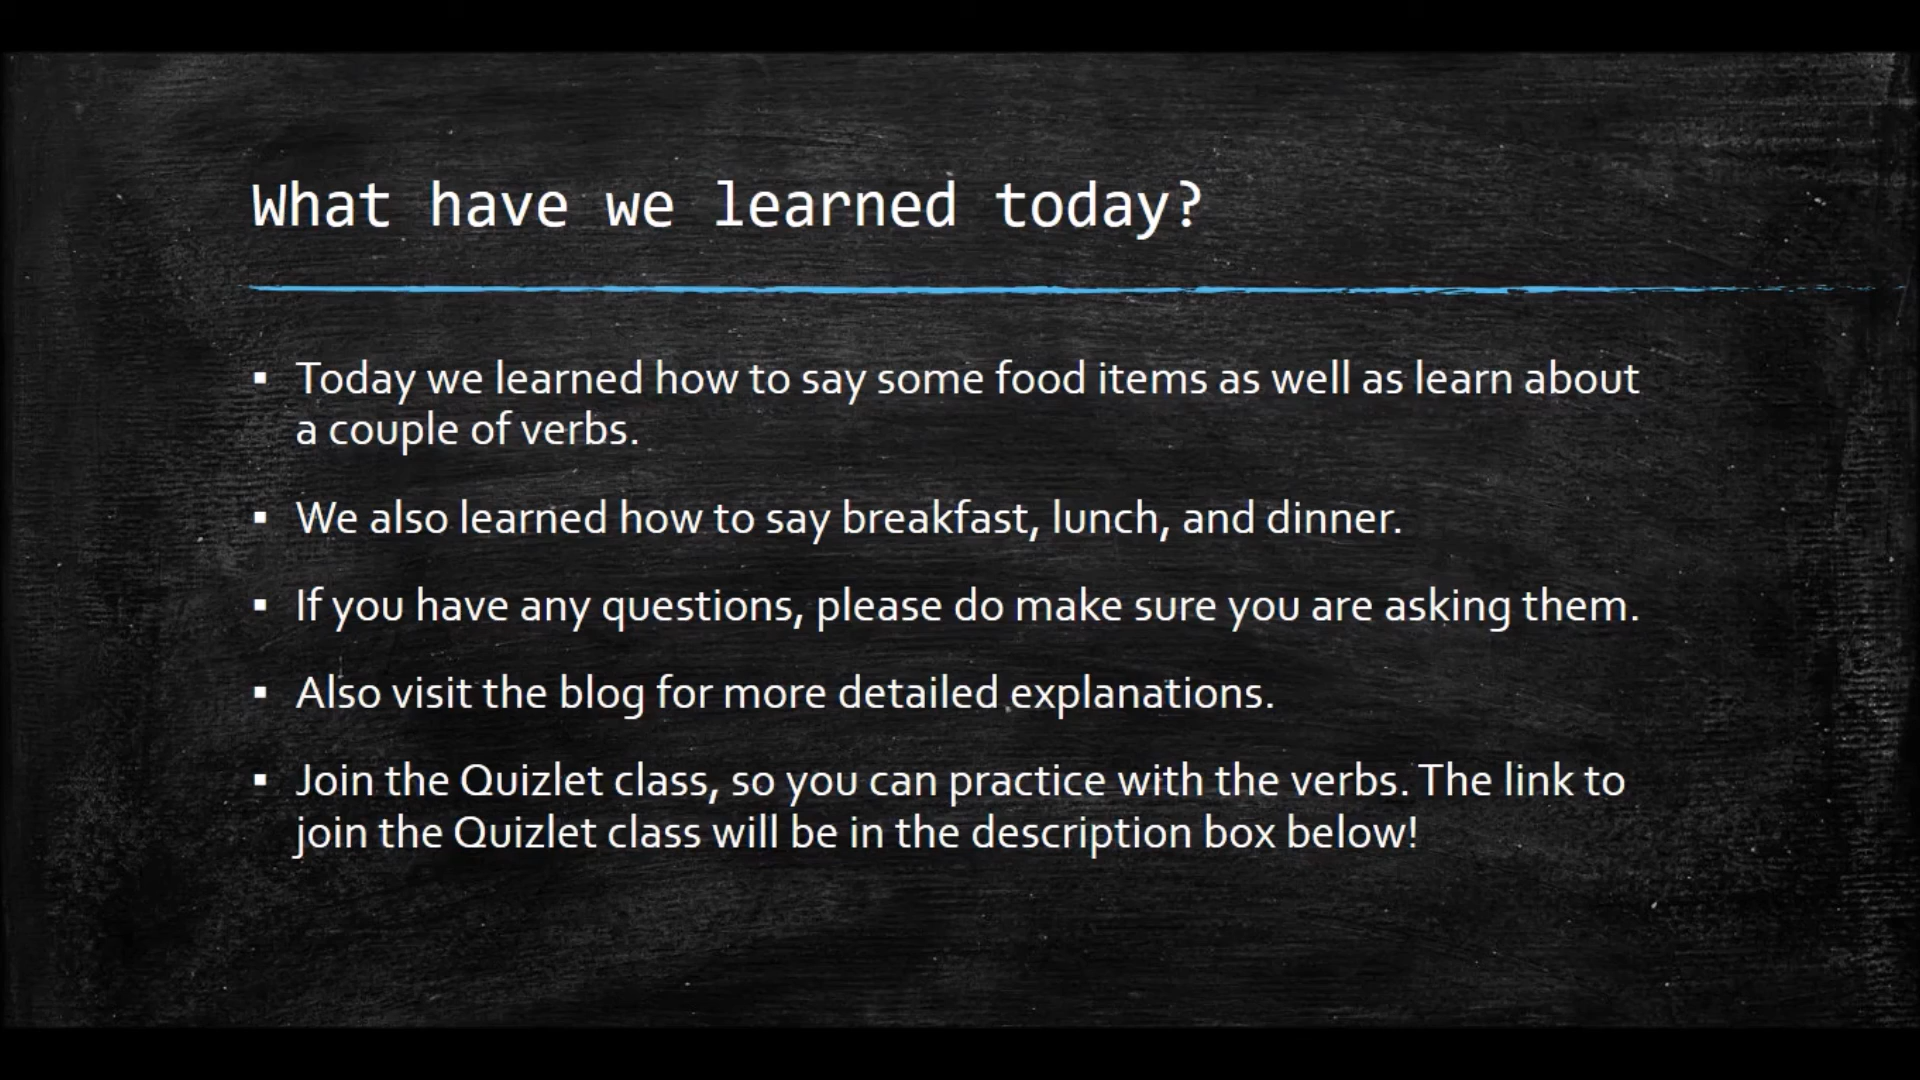 What have we learned today?
▪ Today we learned how to say some food items as well as learn about
a couple of verbs.
▪ We also learned how to say breakfast, lunch, and dinner.
▪ If you have any questions, please do make sure you are asking them.
▪ Also visit the blog for more detailed explanations.
▪ Join the Quizlet class, so you can practice with the verbs. The link to
join the Quizlet class will be in the description box below!